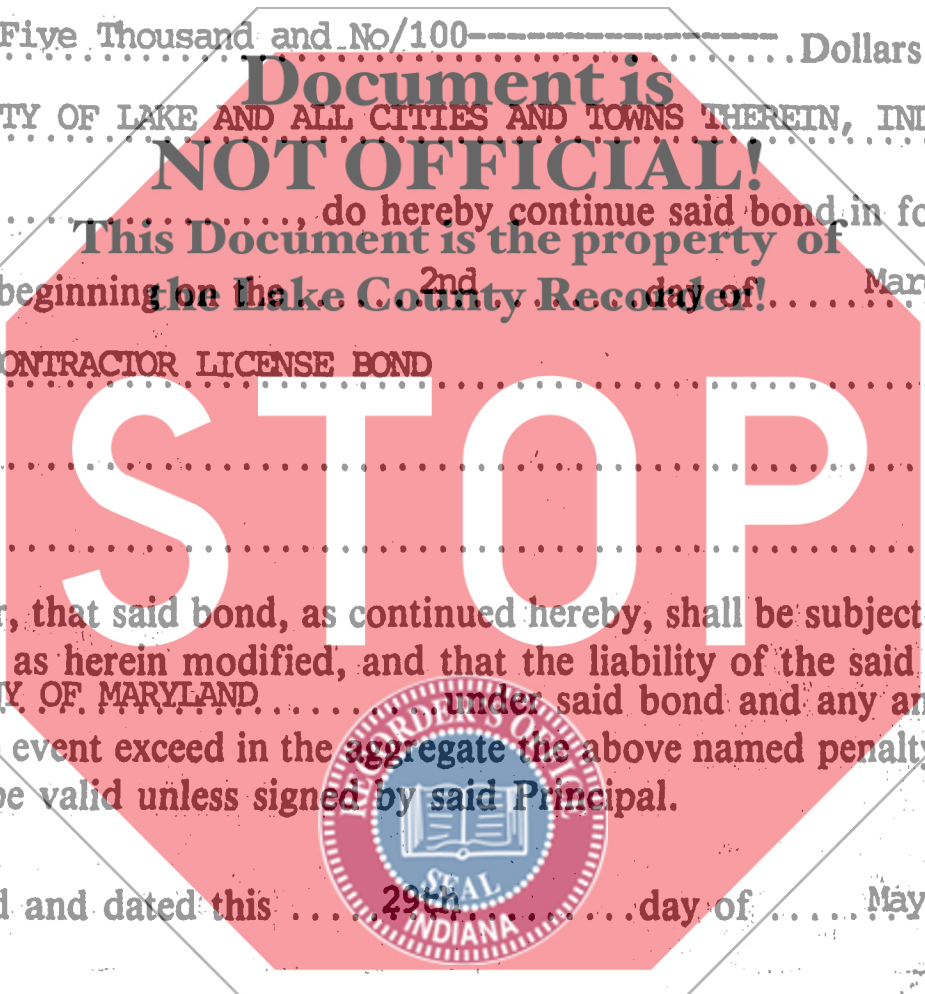 Five Thousand and No/100---------------------- Dollars
Document is
TY OF LAKE AND ALL CITIES AND TOWNS THEREIN, IND
NOT OFFICIAL!
, do hereby continue said bond in fo
This Document is the property of
beginning on the 2nd day of Mar
the Lake County Recorder!
ONTRACTOR LICENSE BOND
STOP
r, that said bond, as continued hereby, shall be subject
as herein modified, and that the liability of the said
Y OF MARYLAND under said bond and any an
event exceed in the aggregate the above named penalty
be valid unless signed by said Principal.
RECORDER'S OFFICE
SEAL
INDIANA
d and dated this 29th day of May